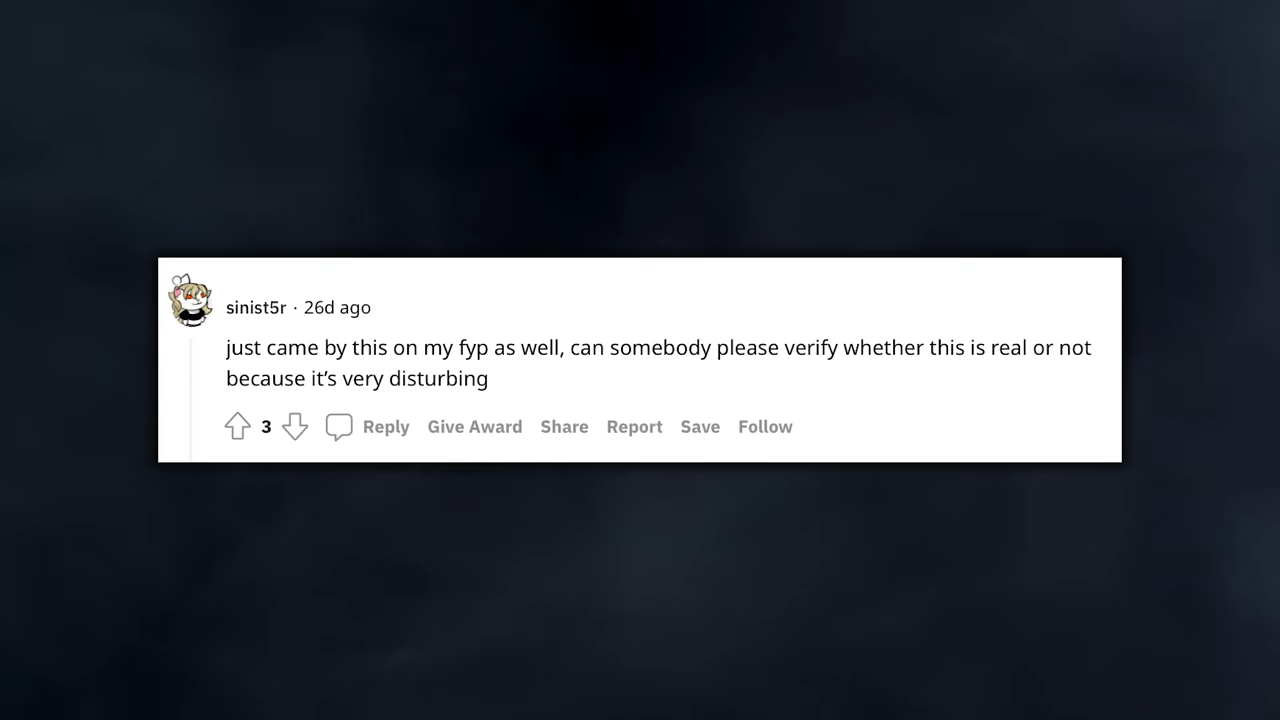 sinist5r · 26d ago
just came by this on my fyp as well, can somebody please verify whether this is real or not
because it’s very disturbing
3 Reply Give Award Share Report Save Follow